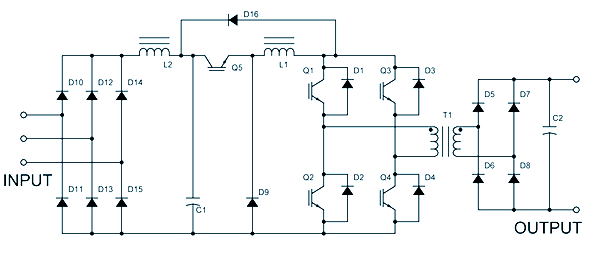 D16
L2
Q5
L1
Q1
D1
Q3
D3
D10
D12
D14
D5
D7
T1
C2
INPUT
Q2
D2
Q4
D4
D6
D8
D11
D13
D15
C1
D9
OUTPUT